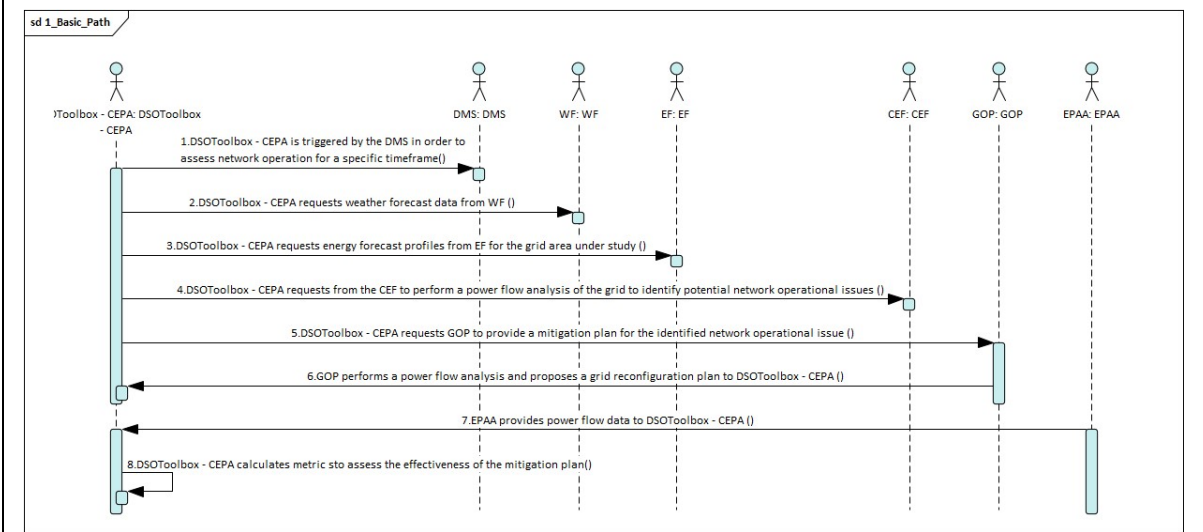 sd 1_Basic_Path
Toolbox - CEPA: DSOToolbox
- CEPA
DMS: DMS
WF: WF
EF: EF
CEF: CEF
GOP: GOP
EPAA: EPAA
1.DSOToolbox - CEPA is triggered by the DMS in order to
assess network operation for a specific timeframe()
2.DSOToolbox - CEPA requests weather forecast data from WF ()
3.DSOToolbox - CEPA requests energy forecast profiles from EF for the grid area under study ()
4.DSOToolbox - CEPA requests from the CEF to perform a power flow analysis of the grid to identify potential network operational issues ()
5.DSOToolbox - CEPA requests GOP to provide a mitigation plan for the identified network operational issue ()
6.GOP performs a power flow analysis and proposes a grid reconfiguration plan to DSOToolbox - CEPA ()
7.EPAA provides power flow data to DSOToolbox - CEPA ()
8.DSOToolbox - CEPA calculates metric sto assess the effectiveness of the mitigation plan()